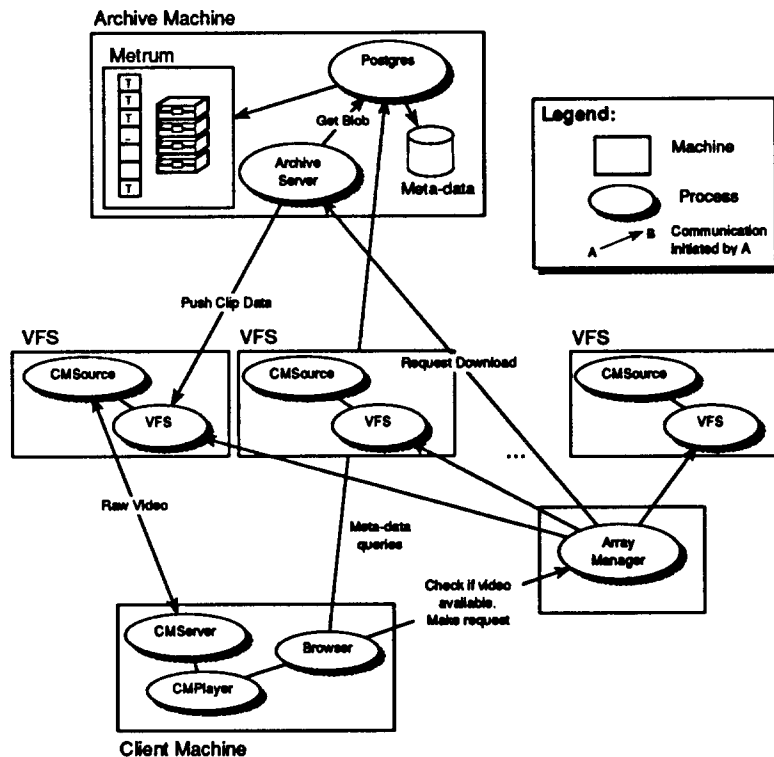 Archive Machine
Metrum
T
T
T
..
T
Postgres
Get Blob
Archive
Server
Meta-data
Legend:
Machine
Process
A
B
Communication
initiated by A
Push Clip Data
VFS
CMSource
VFS
VFS
CMSource
VFS
Request Download
...
VFS
CMSource
VFS
Raw Video
Meta-data
queries
Array
Manager
Check if video
available.
Make request
CMServer
CMPlayer
Browser
Client Machine